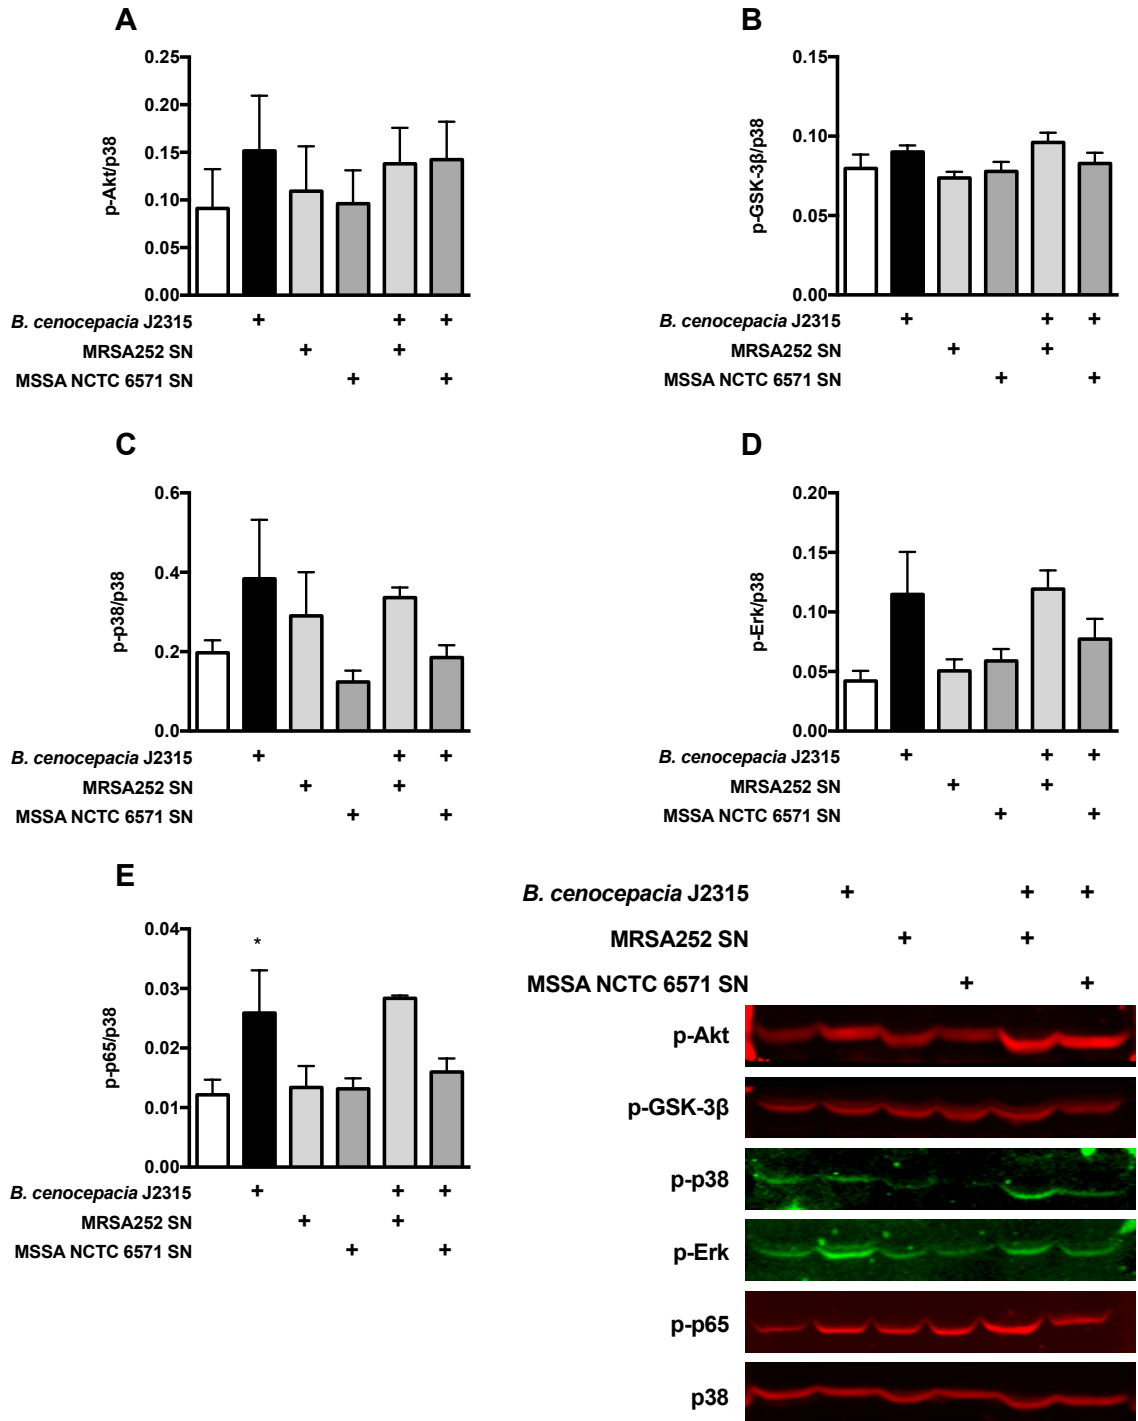 A
0.25
0.20
0.15
0.10
0.05
0.00
p-Akt/p38
B. cenocepacia J2315 + + +
MRSA252 SN + +
MSSA NCTC 6571 SN + +
B
0.15
0.10
0.05
0.00
p-GSK-3β/p38
B. cenocepacia J2315 + + +
MRSA252 SN + +
MSSA NCTC 6571 SN + +
C
0.6
0.4
0.2
0.0
p-p38/p38
B. cenocepacia J2315 + + +
MRSA252 SN + +
MSSA NCTC 6571 SN + +
D
0.20
0.15
0.10
0.05
0.00
p-Erk/p38
B. cenocepacia J2315 + + +
MRSA252 SN + +
MSSA NCTC 6571 SN + +
E
0.04
0.03
0.02
0.01
0.00
p-p65/p38
*
B. cenocepacia J2315 + + +
MRSA252 SN + +
MSSA NCTC 6571 SN + +
B. cenocepacia J2315 + + +
MRSA252 SN + +
MSSA NCTC 6571 SN + +
p-Akt
p-GSK-3β
p-p38
p-Erk
p-p65
p38